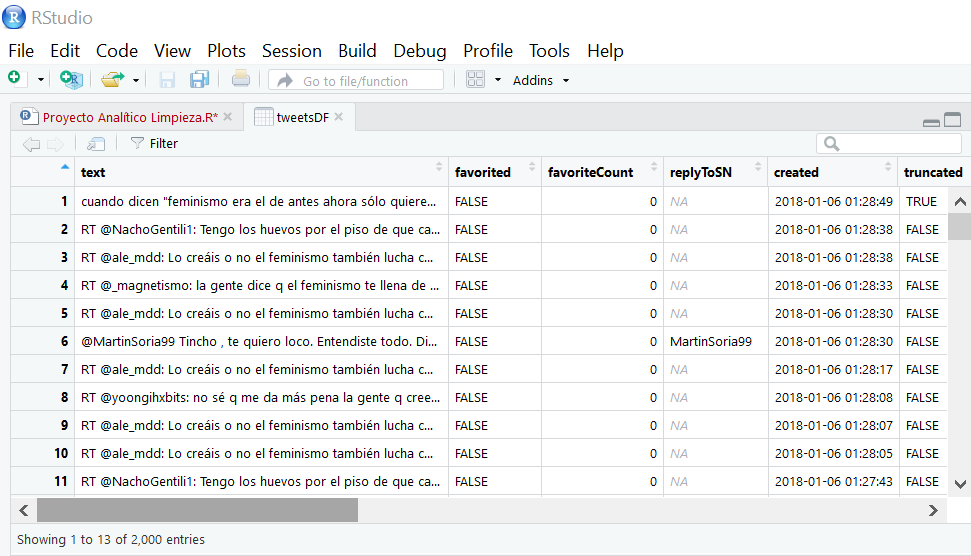 RStudio
File Edit Code View Plots Session Build Debug Profile Tools Help
Go to file/function Addins
Proyecto Analítico Limpieza.R* tweetsDF
Filter
text favorited favoriteCount replyToSN created truncated
1 cuando dicen "feminismo era el de antes ahora sólo quiere... FALSE 0 NA 2018-01-06 01:28:49 TRUE
2 RT @NachoGentili1: Tengo los huevos por el piso de que ca... FALSE 0 NA 2018-01-06 01:28:38 FALSE
3 RT @ale_mdd: Lo creáis o no el feminismo también lucha c... FALSE 0 NA 2018-01-06 01:28:38 FALSE
4 RT @_magnetismo: la gente dice q el feminismo te llena de ... FALSE 0 NA 2018-01-06 01:28:33 FALSE
5 RT @ale_mdd: Lo creáis o no el feminismo también lucha c... FALSE 0 NA 2018-01-06 01:28:30 FALSE
6 @MartinSoria99 Tincho , te quiero loco. Entendiste todo. Di... FALSE 0 MartinSoria99 2018-01-06 01:28:30 FALSE
7 RT @ale_mdd: Lo creáis o no el feminismo también lucha c... FALSE 0 NA 2018-01-06 01:28:17 FALSE
8 RT @yoongihxbits: no sé q me da más pena la gente q cree... FALSE 0 NA 2018-01-06 01:28:08 FALSE
9 RT @ale_mdd: Lo creáis o no el feminismo también lucha c... FALSE 0 NA 2018-01-06 01:28:07 FALSE
10 RT @ale_mdd: Lo creáis o no el feminismo también lucha c... FALSE 0 NA 2018-01-06 01:28:05 FALSE
11 RT @NachoGentili1: Tengo los huevos por el piso de que ca... FALSE 0 NA 2018-01-06 01:27:43 FALSE
Showing 1 to 13 of 2,000 entries